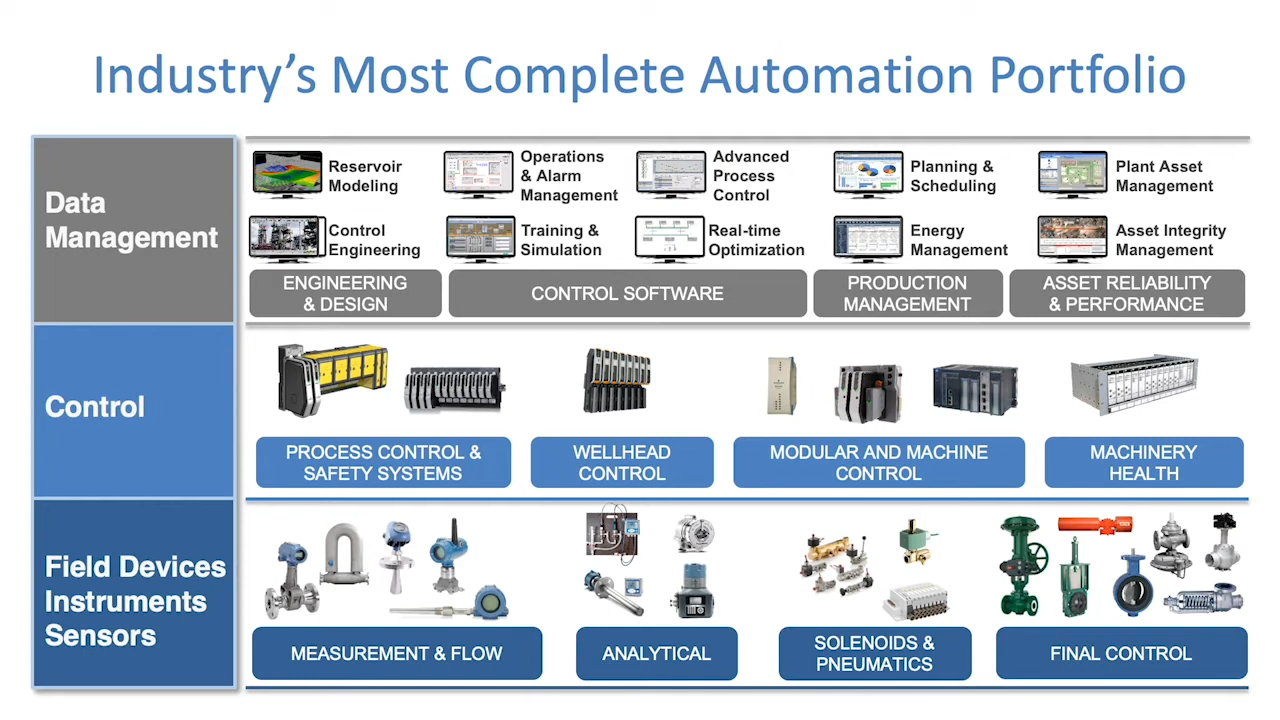 Industry's Most Complete Automation Portfolio
Data
Management
Reservoir
Modeling
Operations
& Alarm
Management
Advanced
Process
Control
Planning &
Scheduling
Plant Asset
Management
Control
Engineering
Training &
Simulation
Real-time
Optimization
Energy
Management
Asset Integrity
Management
ENGINEERING
& DESIGN
CONTROL SOFTWARE
PRODUCTION
MANAGEMENT
ASSET RELIABILITY
& PERFORMANCE
Control
PROCESS CONTROL &
SAFETY SYSTEMS
WELLHEAD
CONTROL
MODULAR AND MACHINE
CONTROL
MACHINERY
HEALTH
Field Devices
Instruments
Sensors
MEASUREMENT & FLOW
ANALYTICAL
SOLENOIDS &
PNEUMATICS
FINAL CONTROL